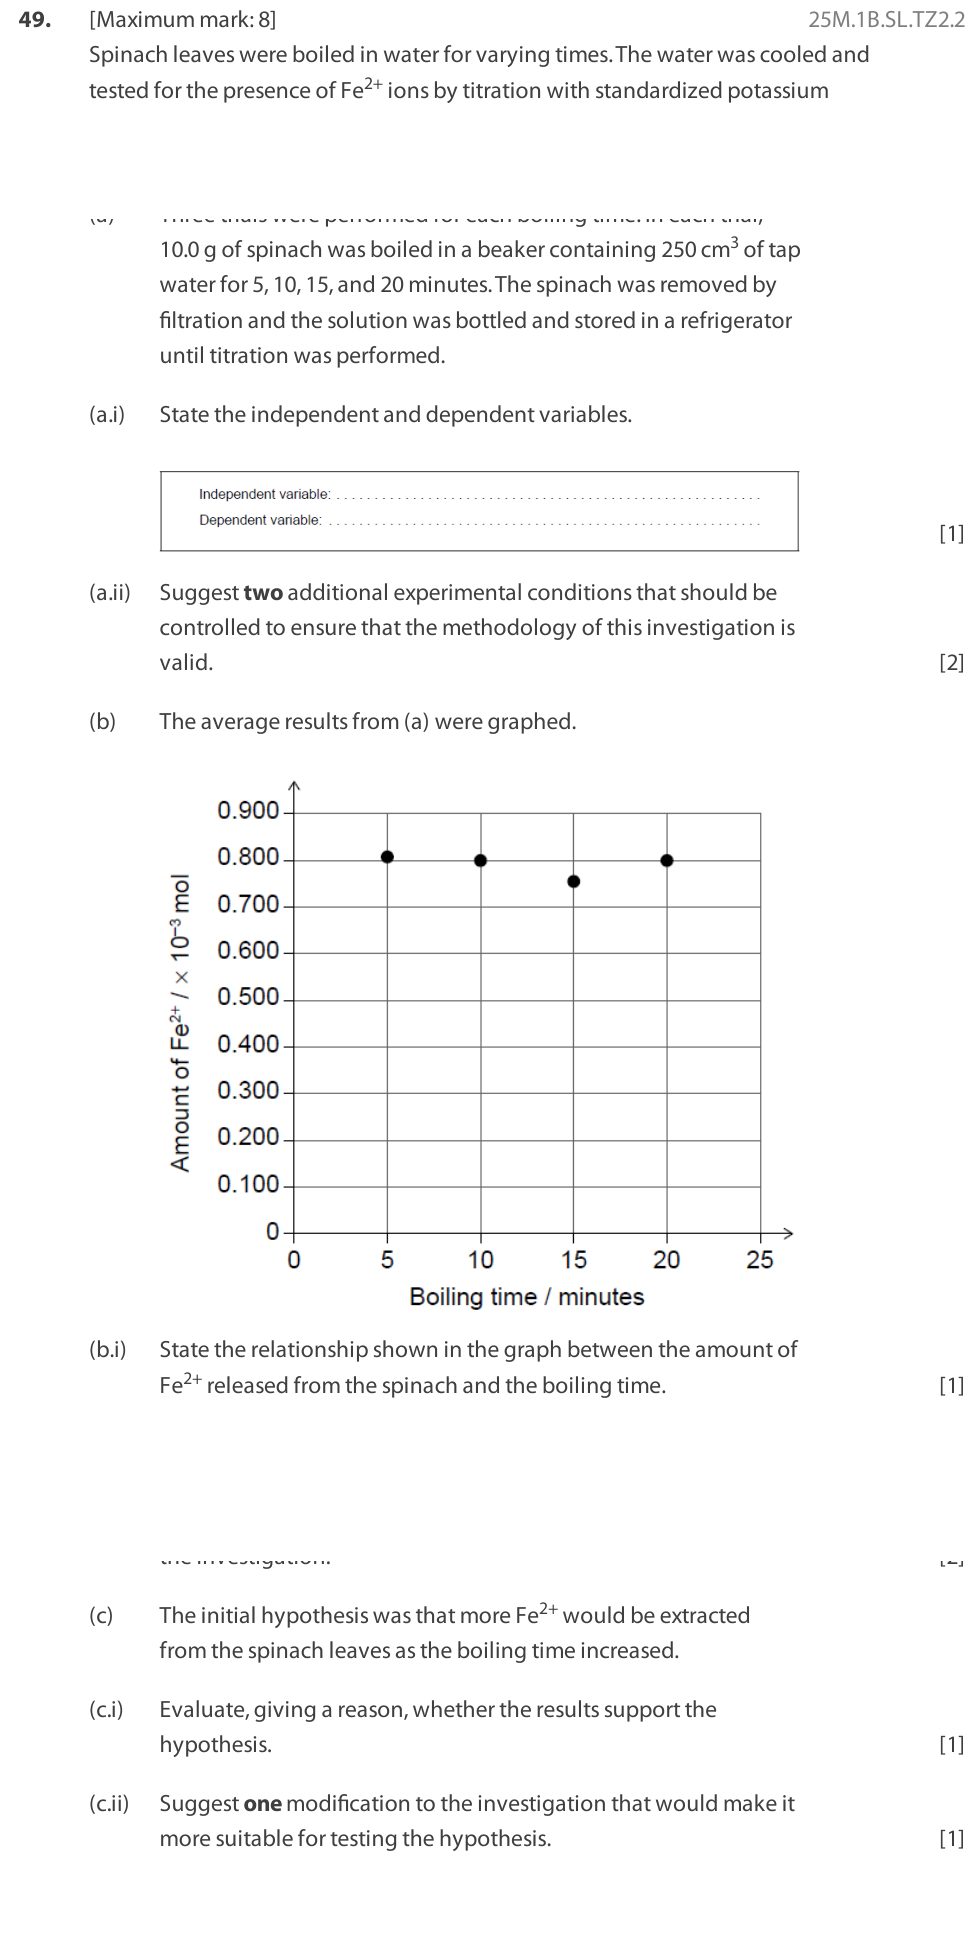 49. [Maximum mark: 8] 25M.1B.SL.TZ2.2
Spinach leaves were boiled in water for varying times. The water was cooled and
tested for the presence of Fe²⁺ ions by titration with standardized potassium
10.0 g of spinach was boiled in a beaker containing 250 cm³ of tap
water for 5, 10, 15, and 20 minutes. The spinach was removed by
filtration and the solution was bottled and stored in a refrigerator
until titration was performed.
(a.i) State the independent and dependent variables.
Independent variable:
Dependent variable:
[1]
(a.ii) Suggest two additional experimental conditions that should be
controlled to ensure that the methodology of this investigation is
valid. [2]
(b) The average results from (a) were graphed.
Amount of Fe²⁺ / × 10⁻³ mol
0.900
0.800
0.700
0.600
0.500
0.400
0.300
0.200
0.100
0
0 5 10 15 20 25
Boiling time / minutes
(b.i) State the relationship shown in the graph between the amount of
Fe²⁺ released from the spinach and the boiling time. [1]
the investigation. [2]
(c) The initial hypothesis was that more Fe²⁺ would be extracted
from the spinach leaves as the boiling time increased.
(c.i) Evaluate, giving a reason, whether the results support the
hypothesis. [1]
(c.ii) Suggest one modification to the investigation that would make it
more suitable for testing the hypothesis. [1]